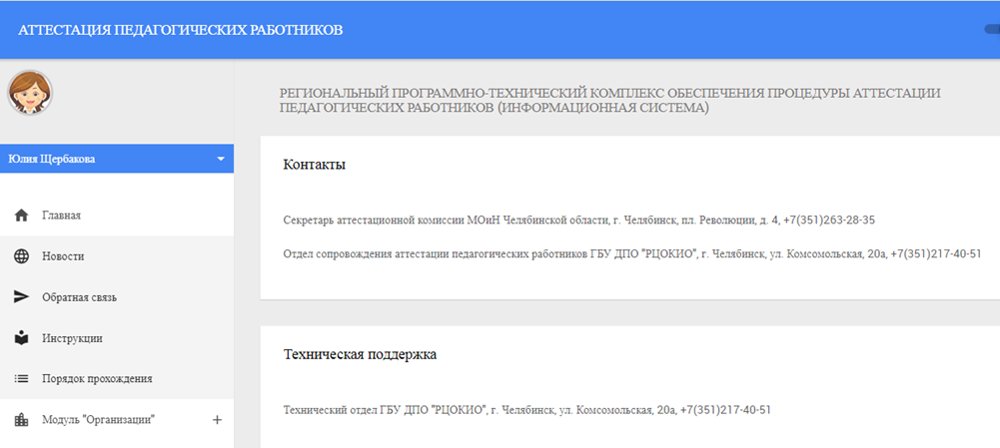 АТТЕСТАЦИЯ ПЕДАГОГИЧЕСКИХ РАБОТНИКОВ
Юлия Щербакова
Главная
Новости
Обратная связь
Инструкции
Порядок прохождения
Модуль "Организации"
РЕГИОНАЛЬНЫЙ ПРОГРАММНО-ТЕХНИЧЕСКИЙ КОМПЛЕКС ОБЕСПЕЧЕНИЯ ПРОЦЕДУРЫ АТТЕСТАЦИИ
ПЕДАГОГИЧЕСКИХ РАБОТНИКОВ (ИНФОРМАЦИОННАЯ СИСТЕМА)
Контакты
Секретарь аттестационной комиссии МОиН Челябинской области, г. Челябинск, пл. Революции, д. 4, +7(351)263-28-35
Отдел сопровождения аттестации педагогических работников ГБУ ДПО "РЦОКИО", г. Челябинск, ул. Комсомольская, 20а, +7(351)217-40-51
Техническая поддержка
Технический отдел ГБУ ДПО "РЦОКИО", г. Челябинск, ул. Комсомольская, 20а, +7(351)217-40-51